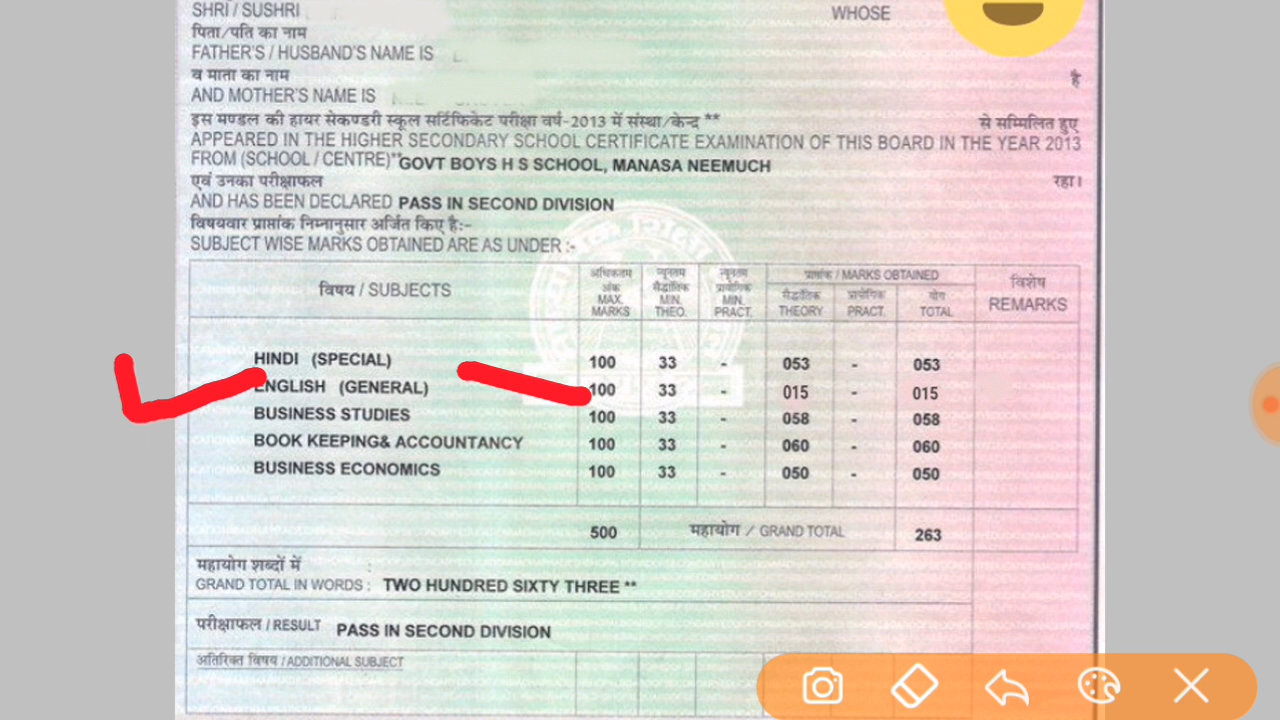 SHRI / SUSHRI
WHOSE
पिता/पति का नाम
FATHER'S / HUSBAND'S NAME IS
व माता का नाम
है
AND MOTHER'S NAME IS
इस मण्डल की हायर सेकण्डरी स्कूल सर्टिफिकेट परीक्षा वर्ष-2013 में संस्था/केन्द्र ** से सम्मिलित हुए
APPEARED IN THE HIGHER SECONDARY SCHOOL CERTIFICATE EXAMINATION OF THIS BOARD IN THE YEAR 2013
FROM (SCHOOL / CENTRE)**GOVT BOYS H S SCHOOL, MANASA NEEMUCH
एवं उनका परीक्षाफल रहा।
AND HAS BEEN DECLARED PASS IN SECOND DIVISION
विषयवार प्राप्तांक निम्नानुसार अर्जित किए है:-
SUBJECT WISE MARKS OBTAINED ARE AS UNDER :-
विषय / SUBJECTS
अधिकतम अंक MAX. MARKS
न्यूनतम सैद्धांतिक MIN. THEO.
न्यूनतम प्रायोगिक MIN. PRACT.
प्राप्तांक / MARKS OBTAINED
सैद्धांतिक THEORY
प्रायोगिक PRACT.
योग TOTAL
विशेष REMARKS
HINDI (SPECIAL) 100 33 - 053 - 053
ENGLISH (GENERAL) 100 33 - 015 - 015
BUSINESS STUDIES 100 33 - 058 - 058
BOOK KEEPING& ACCOUNTANCY 100 33 - 060 - 060
BUSINESS ECONOMICS 100 33 - 050 - 050
500 महायोग / GRAND TOTAL 263
महायोग शब्दों में :
GRAND TOTAL IN WORDS : TWO HUNDRED SIXTY THREE **
परीक्षाफल / RESULT PASS IN SECOND DIVISION
अतिरिक्त विषय / ADDITIONAL SUBJECT